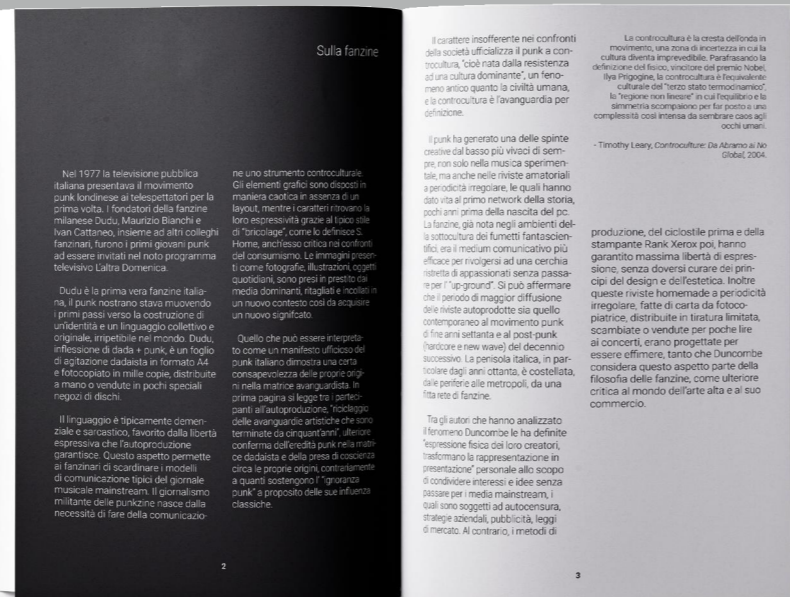 Sulla fanzine
Nel 1977 la televisione pubblica
italiana presentava il movimento
punk londinese ai telespettatori per la
prima volta. I fondatori della fanzine
milanese Dudu, Maurizio Bianchi e
Ivan Cattaneo, insieme ad altri colleghi
fanzinari, furono i primi giovani punk
ad essere invitati nel noto programma
televisivo L'altra Domenica.
Dudu è la prima vera fanzine italia-
na, il punk nostrano stava muovendo
i primi passi verso la costruzione di
un'identità e un linguaggio collettivo e
originale, irripetibile nel mondo. Dudu,
inflessione di dada + punk, è un foglio
di agitazione dadaista in formato A4
e fotocopiato in mille copie, distribuite
a mano o vendute in pochi speciali
negozi di dischi.
Il linguaggio è tipicamente demen-
ziale e sarcastico, favorito dalla libertà
espressiva che l'autoproduzione
garantisce. Questo aspetto permette
ai fanzinari di scardinare i modelli
di comunicazione tipici del giornale
musicale mainstream. Il giornalismo
militante delle punkzine nasce dalla
necessità di fare della comunicazio-
ne uno strumento controculturale.
Gli elementi grafici sono disposti in
maniera caotica in assenza di un
layout, mentre i caratteri ritrovano la
loro espressività grazie al tipico stile
di "bricolage", come lo definisce S.
Home, anch'esso critica nei confronti
del consumismo. Le immagini presen-
ti come fotografie, illustrazioni, oggetti
quotidiani, sono presi in prestito dai
media dominanti, ritagliati e incollati in
un nuovo contesto così da acquisire
un nuovo signifcato.
Quello che può essere interpreta-
to come un manifesto ufficioso del
punk italiano dimostra una certa
consapevolezza delle proprie origi-
ni nella matrice avanguardista. In
prima pagina si legge tra i parteci-
panti all'autoproduzione, "riciclaggio
delle avanguardie artistiche che sono
terminate da cinquant'anni", ulteriore
conferma dell'eredità punk nella matri-
ce dadaista e della presa di coscienza
circa le proprie origini, contrariamente
a quanti sostengono l' "ignoranza
punk" a proposito delle sue influenza
classiche.
2
Il carattere insofferente nei confronti
della società ufficializza il punk a con-
trocultura, "cioè nata dalla resistenza
ad una cultura dominante", un feno-
meno antico quanto la civiltà umana,
e la controcultura è l'avanguardia per
definizione.
Il punk ha generato una delle spinte
creative dal basso più vivaci di sem-
pre, non solo nella musica sperimen-
tale, ma anche nelle riviste amatoriali
a periodicità irregolare, le quali hanno
dato vita al primo network della storia,
pochi anni prima della nascita del pc.
La fanzine, già nota negli ambienti del-
la sottocultura dei fumetti fantascien-
tifici, era il medium comunicativo più
efficace per rivolgersi ad una cerchia
ristretta di appassionati senza passa-
re per l' "up-ground". Si può affermare
che il periodo di maggior diffusione
delle riviste autoprodotte sia quello
contemporaneo al movimento punk
di fine anni settanta e al post-punk
(hardcore e new wave) del decennio
successivo. La penisola italica, in par-
ticolare dagli anni ottanta, è costellata,
dalle periferie alle metropoli, da una
fitta rete di fanzine.
Tra gli autori che hanno analizzato
il fenomeno Duncombe le ha definite
"espressione fisica dei loro creatori,
trasformano la rappresentazione in
presentazione" personale allo scopo
di condividere interessi e idee senza
passare per i media mainstream, i
quali sono soggetti ad autocensura,
strategie aziendali, pubblicità, leggi
di mercato. Al contrario, i metodi di
La controcultura è la cresta dell'onda in
movimento, una zona di incertezza in cui la
cultura diventa imprevedibile. Parafrasando la
definizione del fisico, vincitore del premio Nobel,
Ilya Prigogine, la controcultura è l'equivalente
culturale del "terzo stato termodinamico",
la "regione non lineare" in cui l'equilibrio e la
simmetria scompaiono per far posto a una
complessità così intensa da sembrare caos agli
occhi umani.
- Timothy Leary, Controculture: Da Abramo ai No
Global, 2004.
produzione, del ciclostile prima e della
stampante Rank Xerox poi, hanno
garantito massima libertà di espres-
sione, senza doversi curare dei prin-
cipi del design e dell'estetica. Inoltre
queste riviste homemade a periodicità
irregolare, fatte di carta da fotoco-
piatrice, distribuite in tiratura limitata,
scambiate o vendute per poche lire
ai concerti, erano progettate per
essere effimere, tanto che Duncombe
considera questo aspetto parte della
filosofia delle fanzine, come ulteriore
critica al mondo dell'arte alta e al suo
commercio.
3